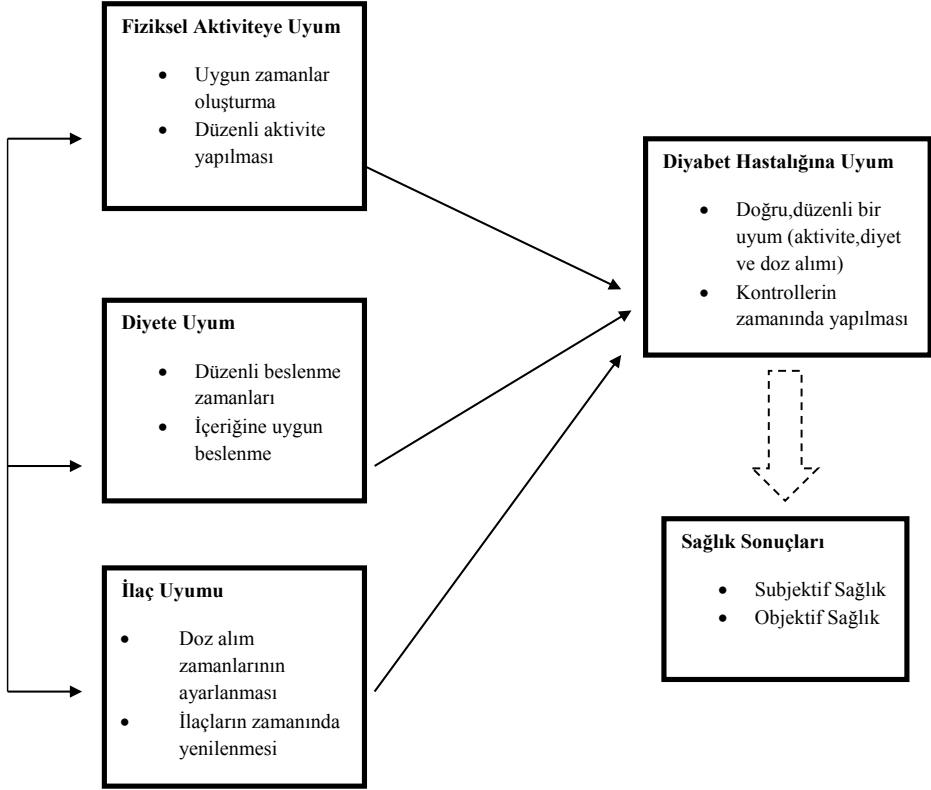 Fiziksel Aktiviteye Uyum
• Uygun zamanlar
oluşturma
• Düzenli aktivite
yapılması
Diyete Uyum
• Düzenli beslenme
zamanları
• İçeriğine uygun
beslenme
İlaç Uyumu
• Doz alım
zamanlarının
ayarlanması
• İlaçların zamanında
yenilenmesi
Diyabet Hastalığına Uyum
• Doğru,düzenli bir
uyum (aktivite,diyet
ve doz alımı)
• Kontrollerin
zamanında yapılması
Sağlık Sonuçları
• Subjektif Sağlık
• Objektif Sağlık